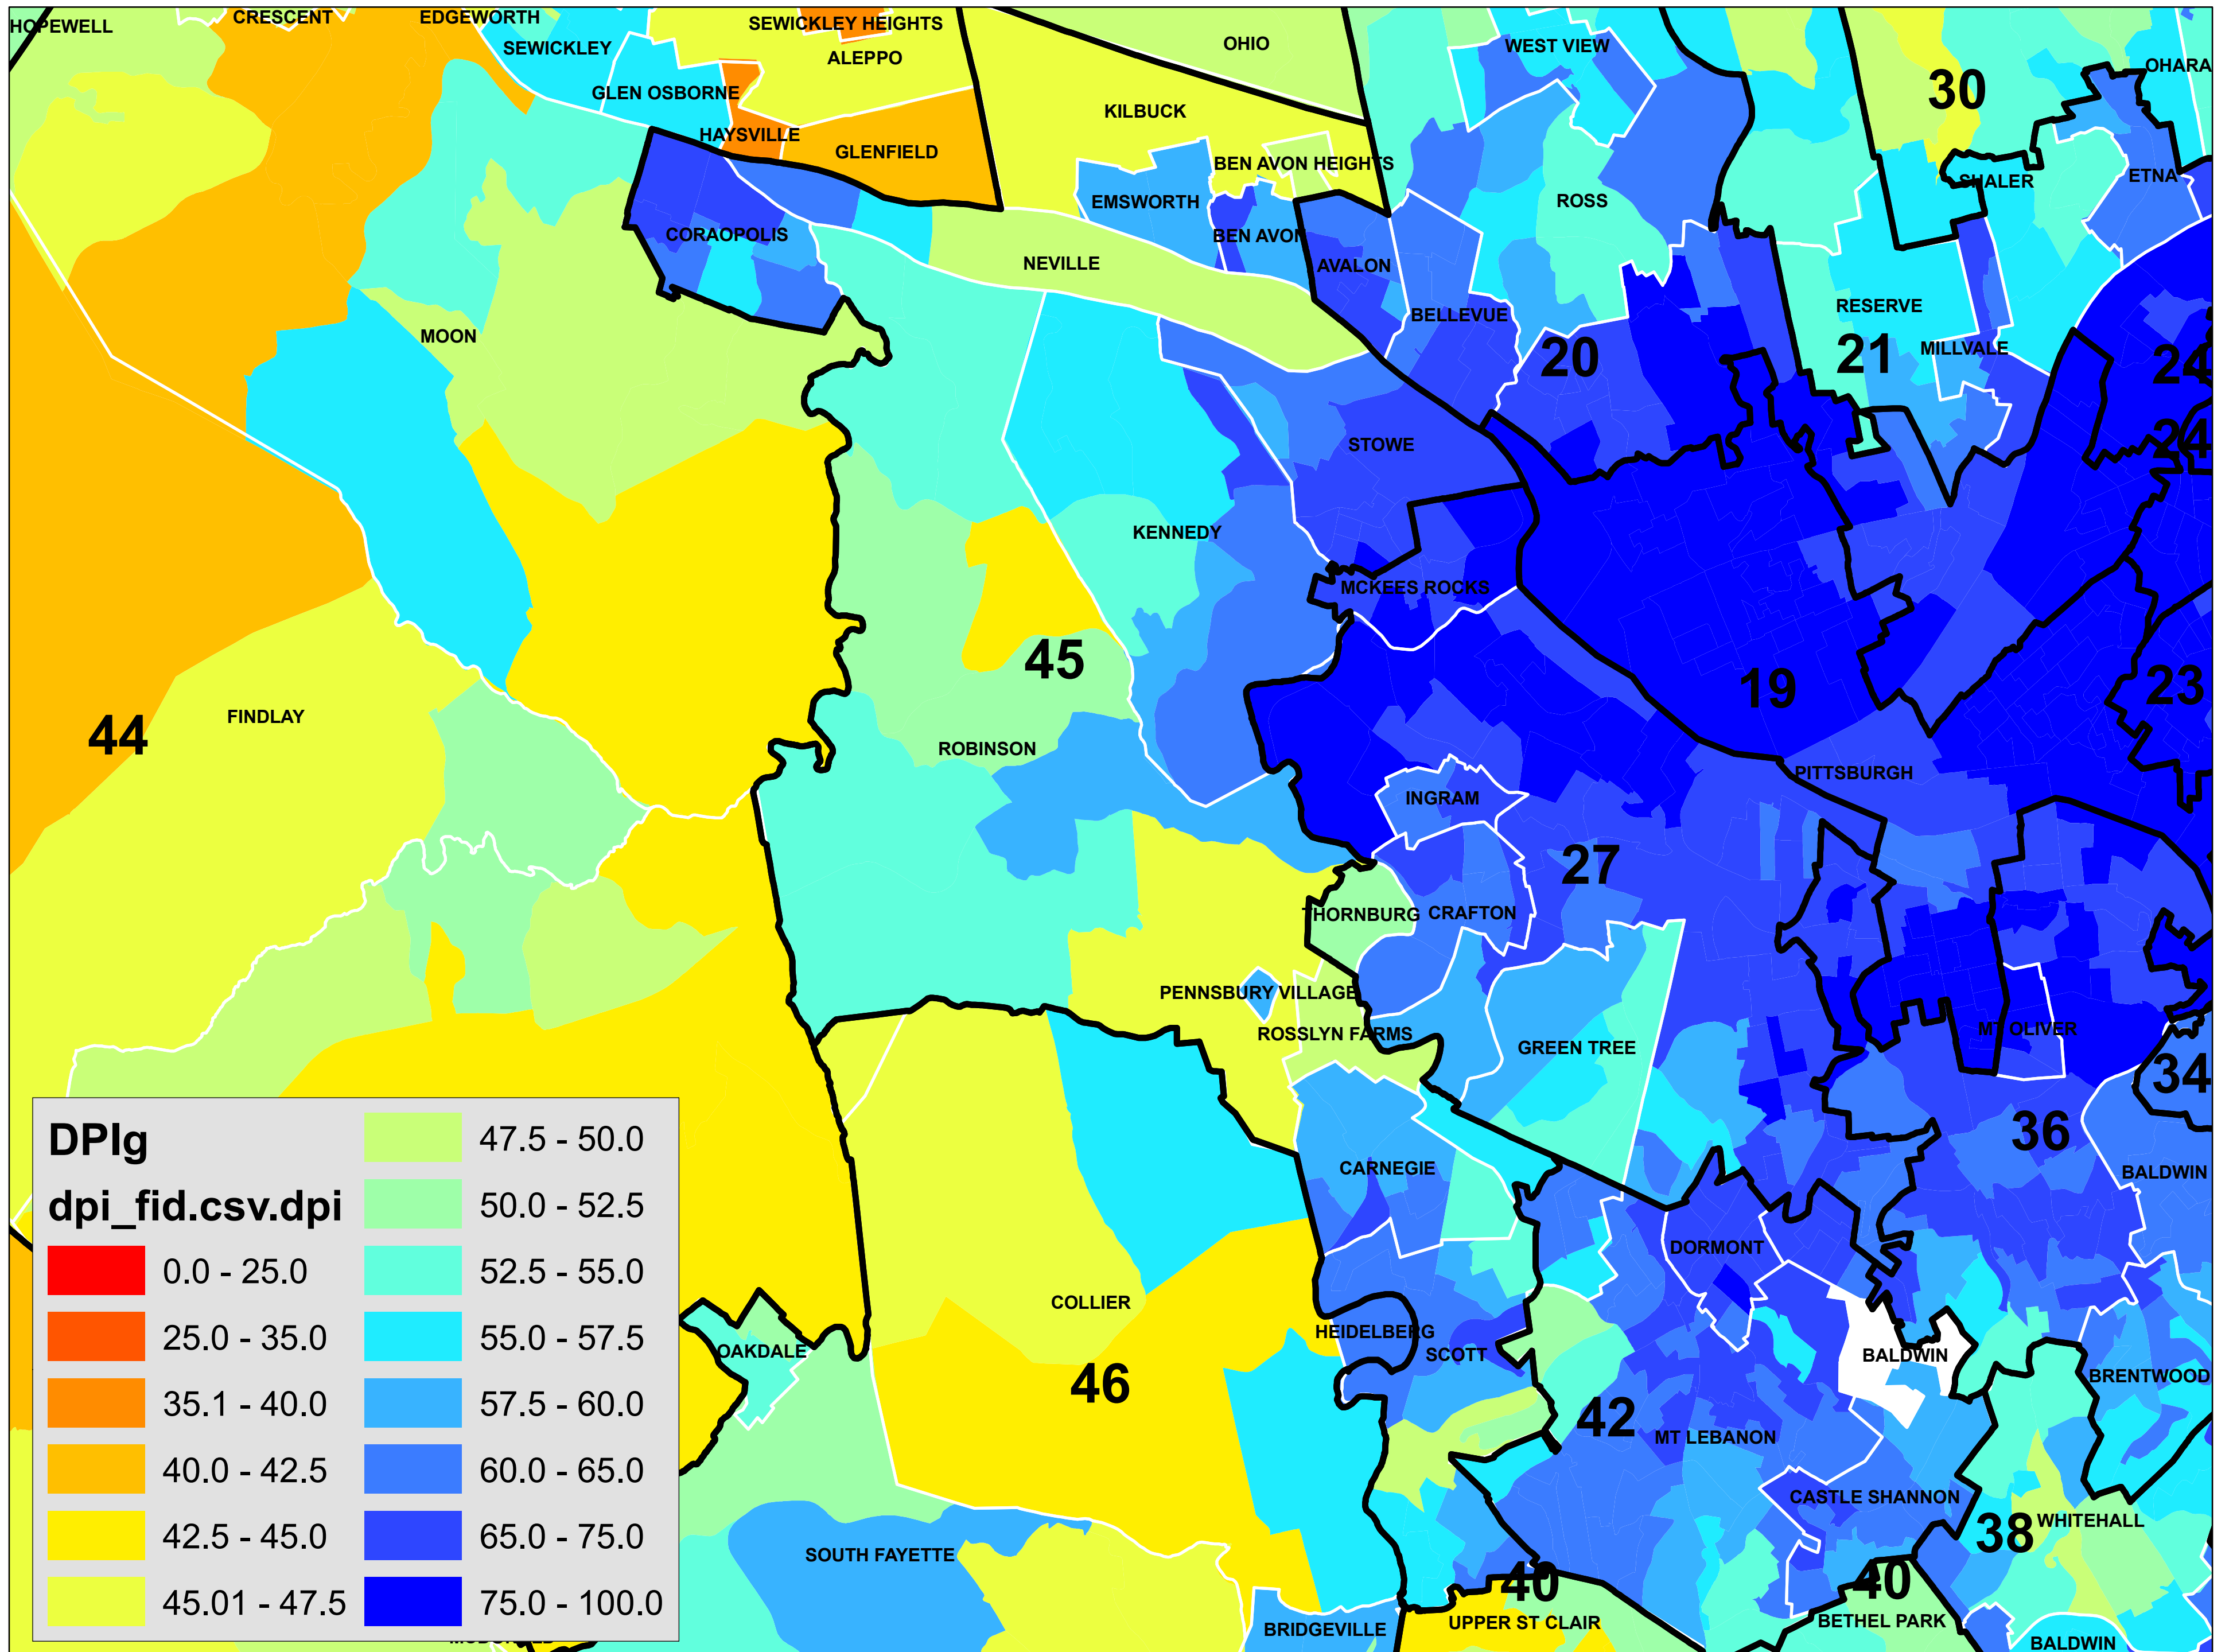 HOPEWELL
CRESCENT
EDGEWORTH
SEWICKLEY
SEWICKLEY HEIGHTS
ALEPPO
OHIO
WEST VIEW
30
OHARA
GLEN OSBORNE
KILBUCK
HAYSVILLE
GLENFIELD
BEN AVON HEIGHTS
SHALER
ETNA
EMSWORTH
ROSS
CORAOPOLIS
BEN AVON
NEVILLE
AVALON
RESERVE
BELLEVUE
MOON
20
21
MILLVALE
24
STOWE
24
KENNEDY
MCKEES ROCKS
45
19
23
FINDLAY
44
ROBINSON
PITTSBURGH
INGRAM
27
THORNBURG
CRAFTON
PENNSBURY VILLAGE
ROSSLYN FARMS
GREEN TREE
MT OLIVER
34
36
CARNEGIE
BALDWIN
DORMONT
COLLIER
HEIDELBERG
SCOTT
BALDWIN
OAKDALE
BRENTWOOD
46
42
MT LEBANON
CASTLE SHANNON
38
WHITEHALL
SOUTH FAYETTE
40
40
BRIDGEVILLE
UPPER ST CLAIR
BETHEL PARK
BALDWIN
DPIg
dpi_fid.csv.dpi
0.0 - 25.0
25.0 - 35.0
35.1 - 40.0
40.0 - 42.5
42.5 - 45.0
45.01 - 47.5
47.5 - 50.0
50.0 - 52.5
52.5 - 55.0
55.0 - 57.5
57.5 - 60.0
60.0 - 65.0
65.0 - 75.0
75.0 - 100.0